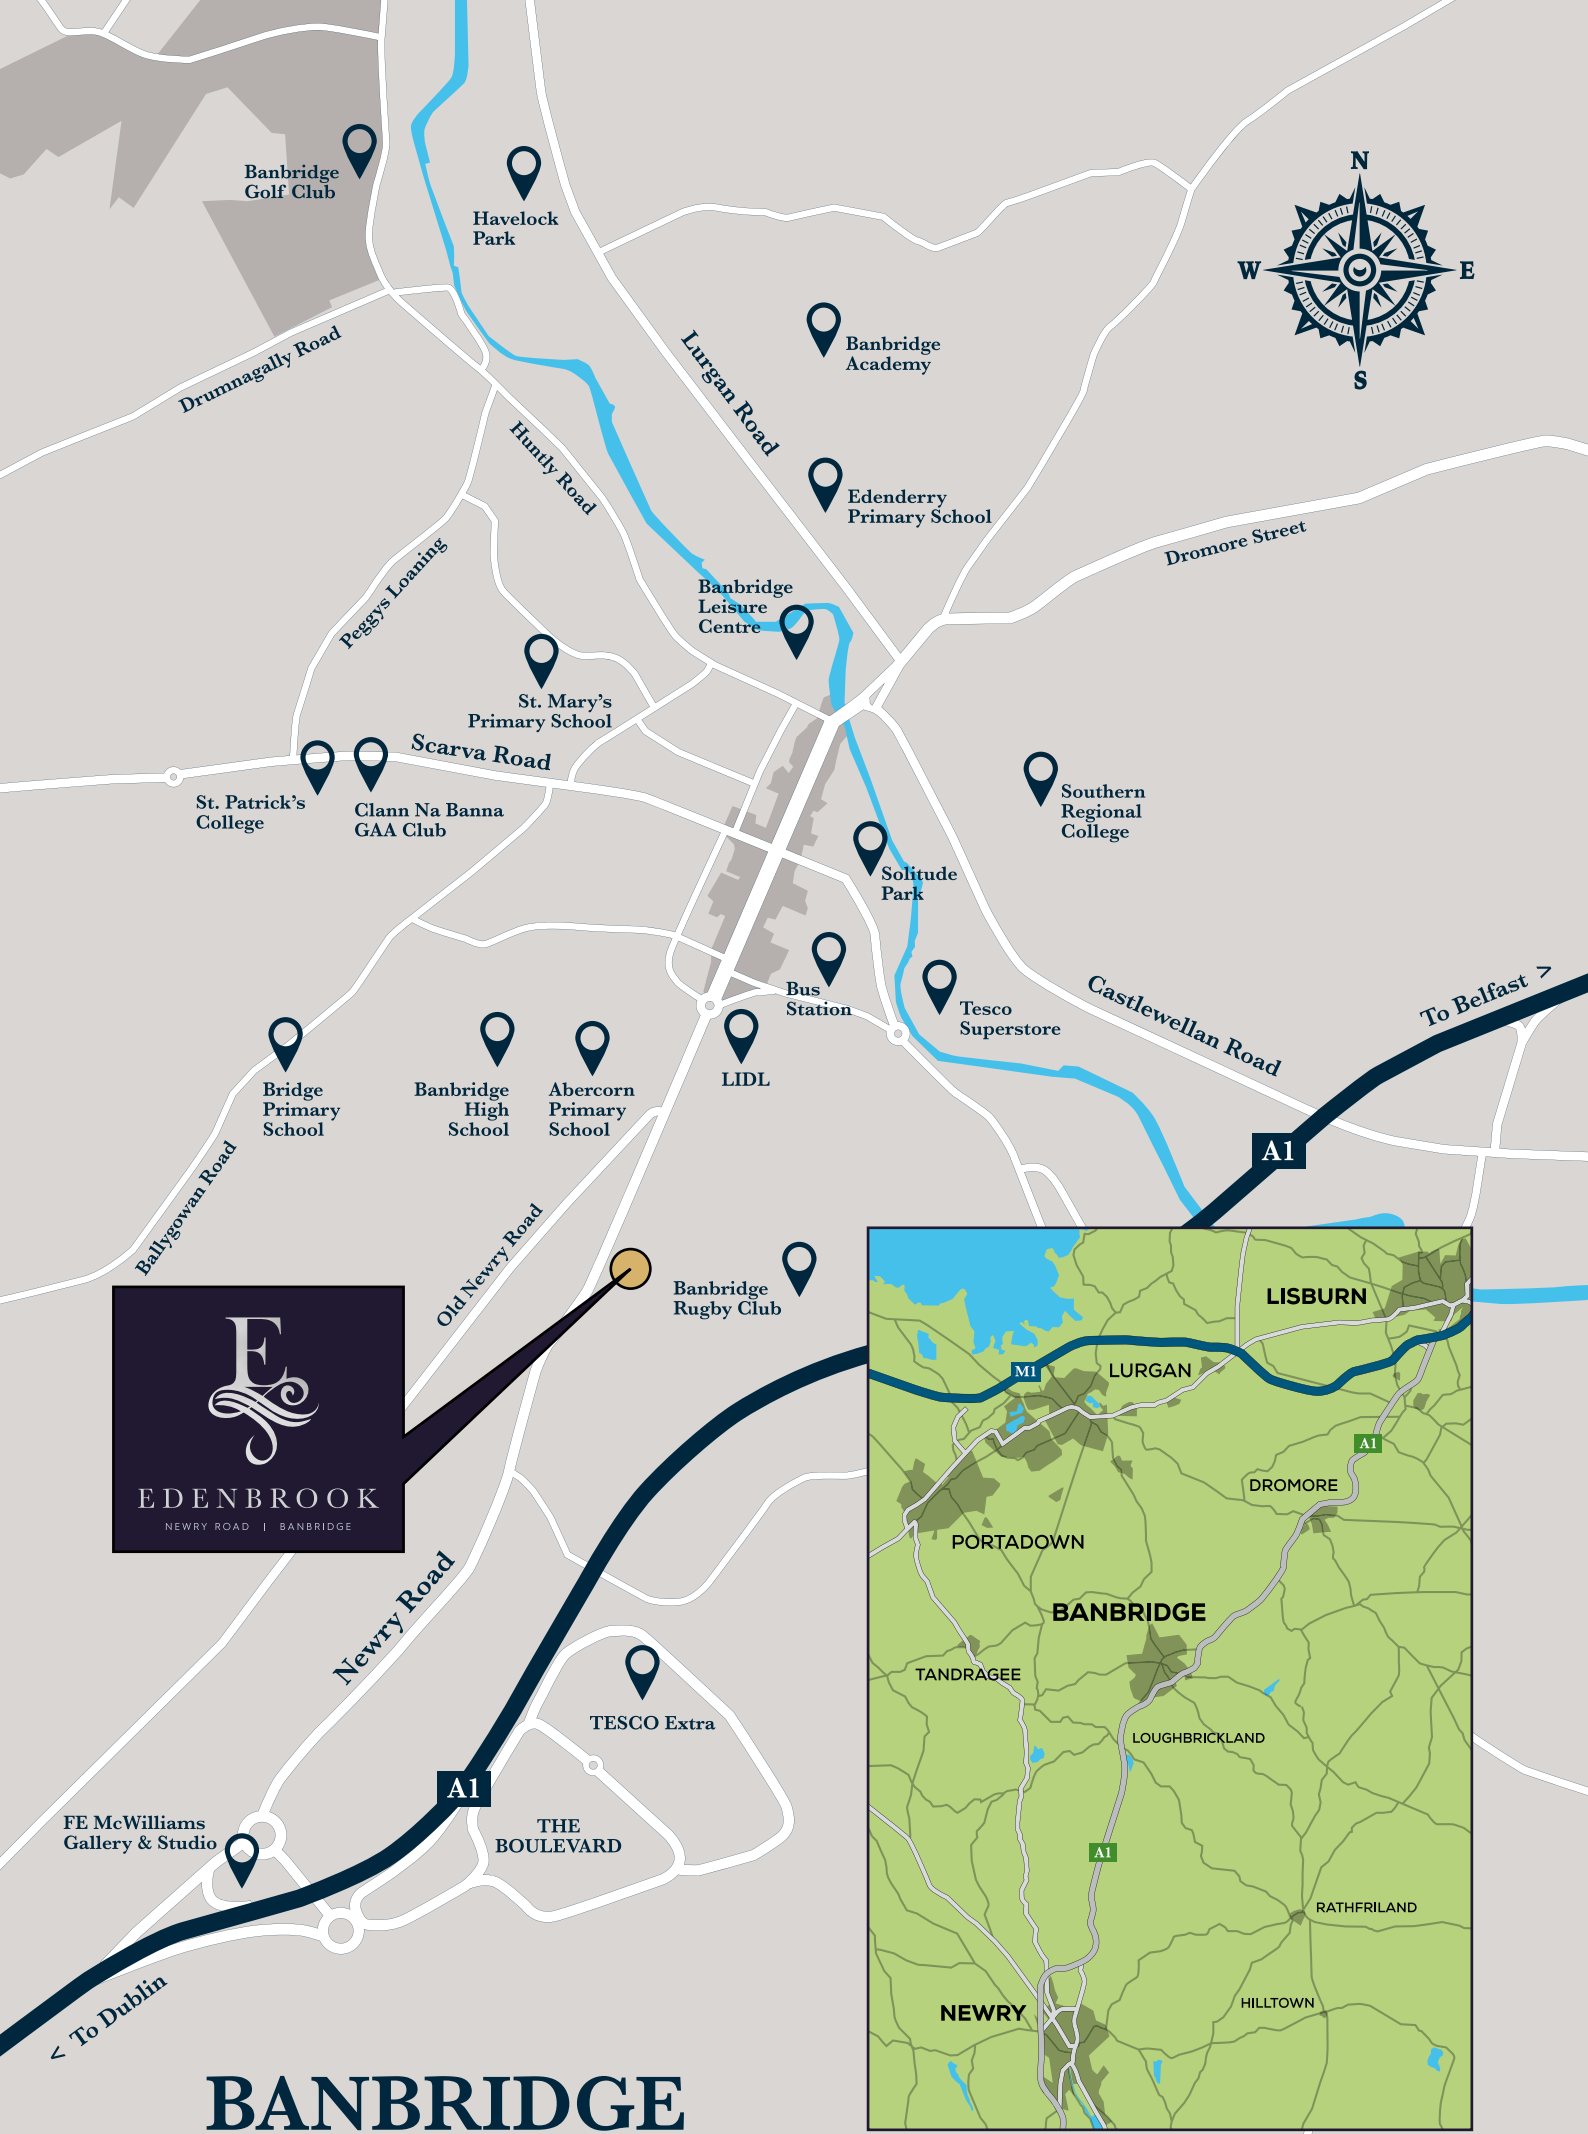 Banbridge
Golf Club
Havelock
Park
N
W
E
S
Drumnagally Road
Lurgan Road
Banbridge
Academy
Huntly Road
Edenderry
Primary School
Dromore Street
Peggys Loaning
Banbridge
Leisure
Centre
St. Mary's
Primary School
Scarva Road
St. Patrick's
College
Clann Na Banna
GAA Club
Southern
Regional
College
Solitude
Park
Bus
Station
Tesco
Superstore
Castlewellan Road
To Belfast >
LIDL
Bridge
Primary
School
Banbridge
High
School
Abercorn
Primary
School
A1
Ballygowan Road
Old Newry Road
Banbridge
Rugby Club
E
EDENBROOK
NEWRY ROAD | BANBRIDGE
Newry Road
TESCO Extra
A1
THE
BOULEVARD
FE McWilliams
Gallery & Studio
< To Dublin
BANBRIDGE
LISBURN
M1
LURGAN
A1
DROMORE
PORTADOWN
BANBRIDGE
TANDRAGEE
LOUGHBRICKLAND
A1
RATHFRILAND
HILLTOWN
NEWRY